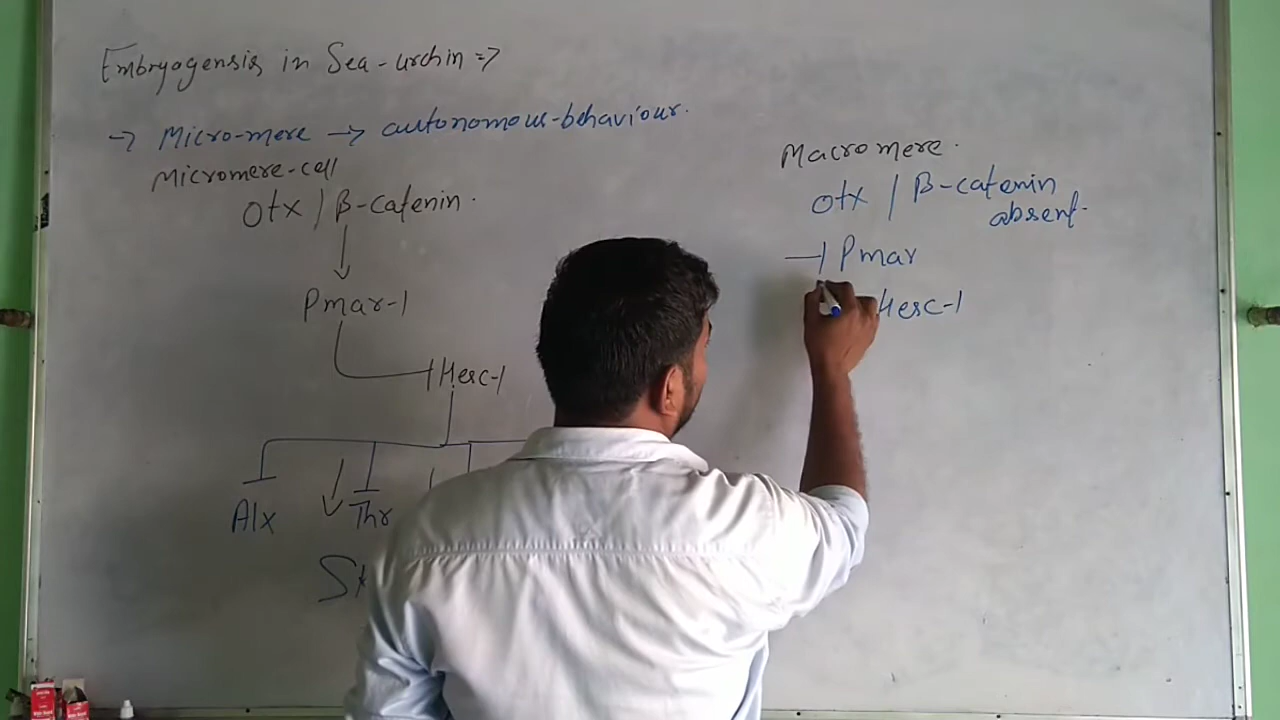 Embryogensis in Sea-urchin =>
-> Micro-mere -> autonomous-behaviour.
Micromere-cell
Otx / β-catenin.
Pmar-1
Hesc-1
Alx
Thr
Macromere.
Otx / β-catenin
absent.
Pmar
Hesc-1